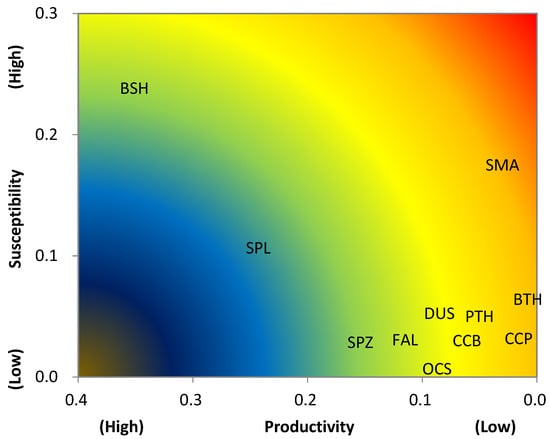 0.3
(High)
BSH
0.2
SMA
Susceptibility
SPL
0.1
BTH
DUS
PTH
SPZ
FAL
CCB
CCP
(Low)
OCS
0.0
0.4
0.3
0.2
0.1
0.0
(High)
Productivity
(Low)